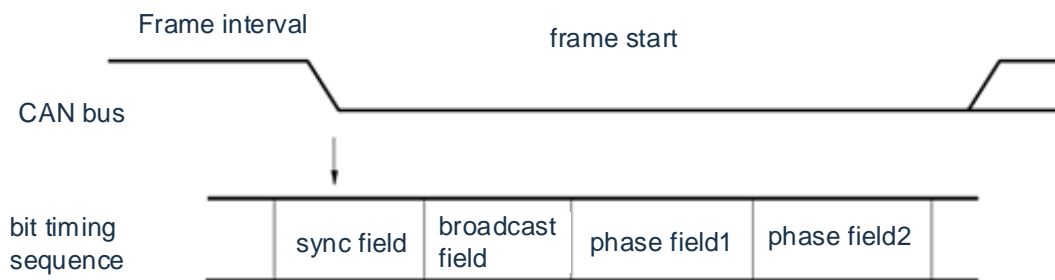 Frame interval
frame start
CAN bus
bit timing
sequence
sync field
broadcast
field
phase field1
phase field2